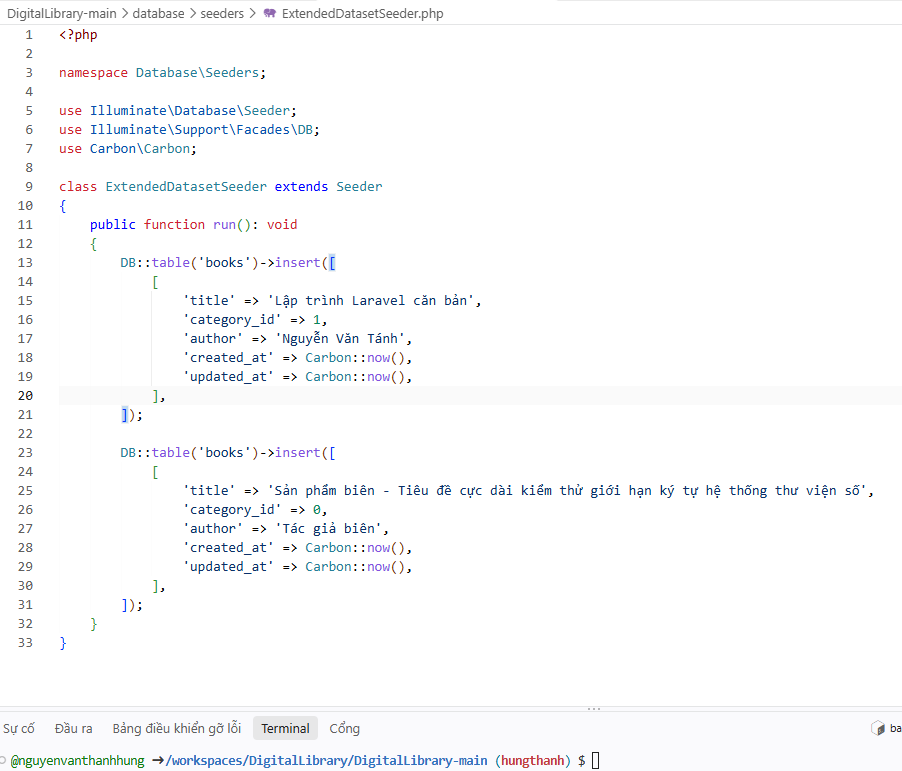 DigitalLibrary-main > database > seeders > ExtendedDatasetSeeder.php
1 <?php
2
3 namespace Database\Seeders;
4
5 use Illuminate\Database\Seeder;
6 use Illuminate\Support\Facades\DB;
7 use Carbon\Carbon;
8
9 class ExtendedDatasetSeeder extends Seeder
10 {
11     public function run(): void
12     {
13         DB::table('books')->insert([
14             [
15                 'title' => 'Lập trình Laravel căn bản',
16                 'category_id' => 1,
17                 'author' => 'Nguyễn Văn Tánh',
18                 'created_at' => Carbon::now(),
19                 'updated_at' => Carbon::now(),
20             ],
21         ]);
22
23         DB::table('books')->insert([
24             [
25                 'title' => 'Sản phẩm biên - Tiêu đề cực dài kiểm thử giới hạn ký tự hệ thống thư viện số',
26                 'category_id' => 0,
27                 'author' => 'Tác giả biên',
28                 'created_at' => Carbon::now(),
29                 'updated_at' => Carbon::now(),
30             ],
31         ]);
32     }
33 }
Sự cố Đầu ra Bảng điều khiển gỡ lỗi Terminal Cổng ba
@nguyenvanthanhhung →/workspaces/DigitalLibrary/DigitalLibrary-main (hungthanh) $